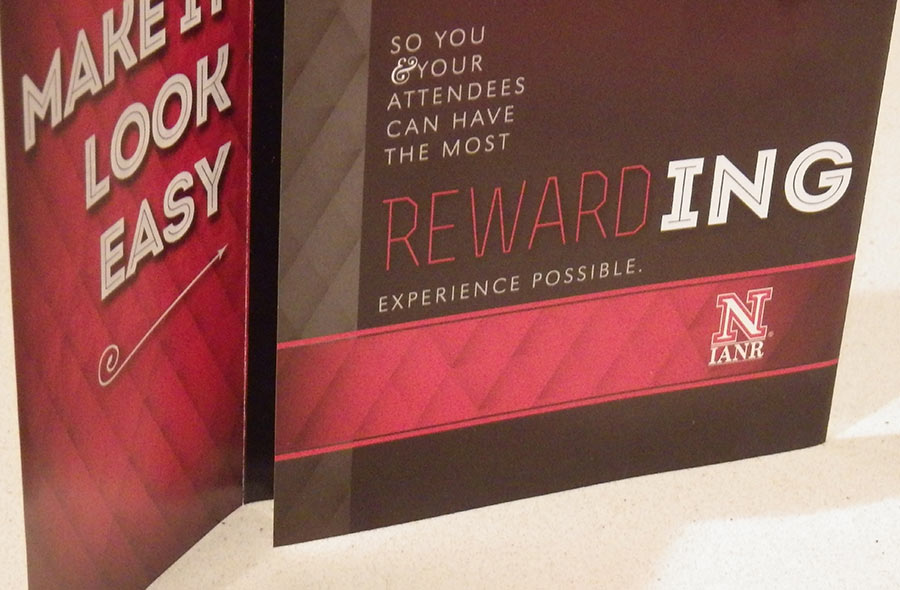 MAKE IT
LOOK
EASY
SO YOU
& YOUR
ATTENDEES
CAN HAVE
THE MOST
REWARDING
EXPERIENCE POSSIBLE.
N
IANR